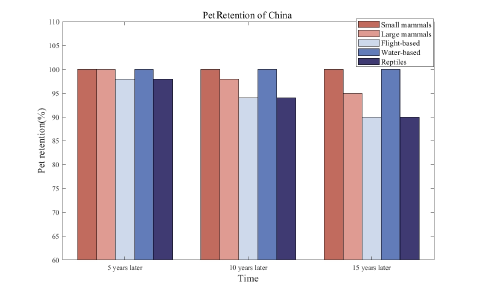 Pet Retention of China
Small mammals
Large mammals
Flight-based
Water-based
Reptiles
Pet retention(%)
110
105
100
95
90
85
80
75
70
65
60
5 years later
10 years later
15 years later
Time